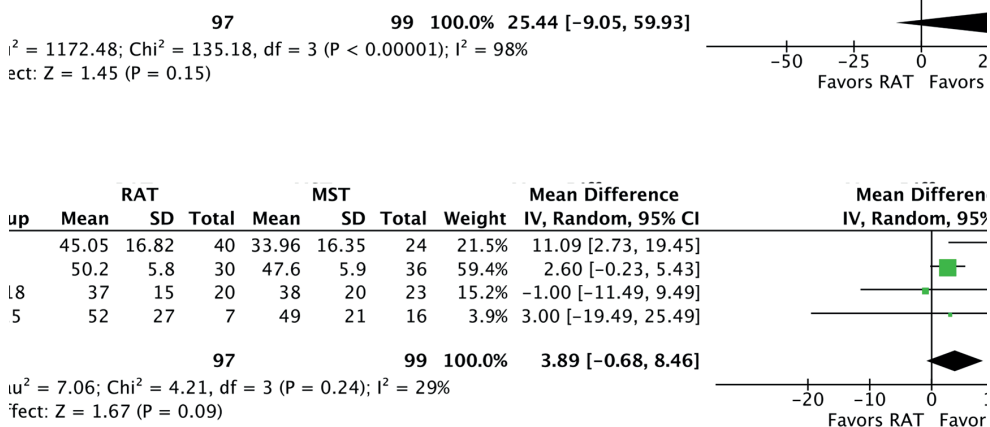 97 99 100.0% 25.44 [-9.05, 59.93]
² = 1172.48; Chi² = 135.18, df = 3 (P < 0.00001); I² = 98%
ect: Z = 1.45 (P = 0.15)
-50 -25 0 2
Favors RAT Favors
RAT MST Mean Difference Mean Differen
up Mean SD Total Mean SD Total Weight IV, Random, 95% CI IV, Random, 95%
45.05 16.82 40 33.96 16.35 24 21.5% 11.09 [2.73, 19.45]
50.2 5.8 30 47.6 5.9 36 59.4% 2.60 [-0.23, 5.43]
18 37 15 20 38 20 23 15.2% -1.00 [-11.49, 9.49]
5 52 27 7 49 21 16 3.9% 3.00 [-19.49, 25.49]
97 99 100.0% 3.89 [-0.68, 8.46]
u² = 7.06; Chi² = 4.21, df = 3 (P = 0.24); I² = 29%
ffect: Z = 1.67 (P = 0.09)
-20 -10 0 1
Favors RAT Favor